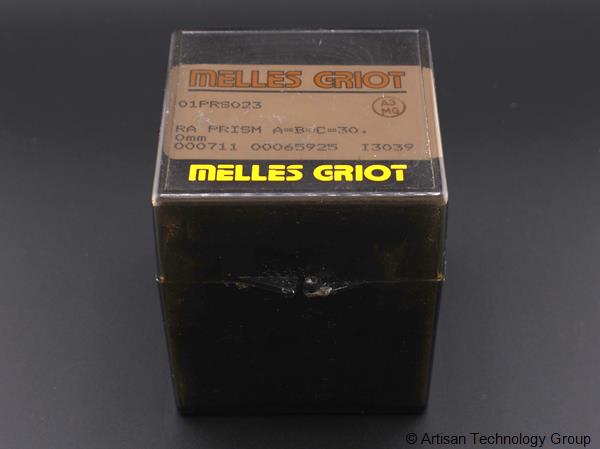 MELLES GRIOT
01PRS023
A3
MG
RA PRISM A=B=C=30.
0mm
000711 00065925 I3039
MELLES GRIOT
© Artisan Technology Group